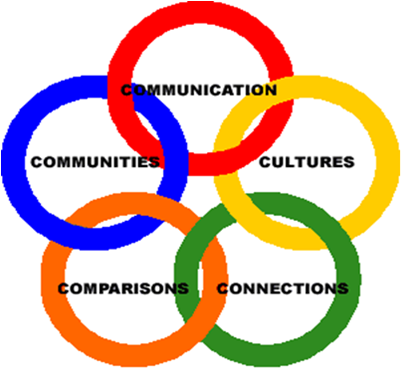 COMMUNICATION
COMMUNITIES
CULTURES
COMPARISONS
CONNECTIONS